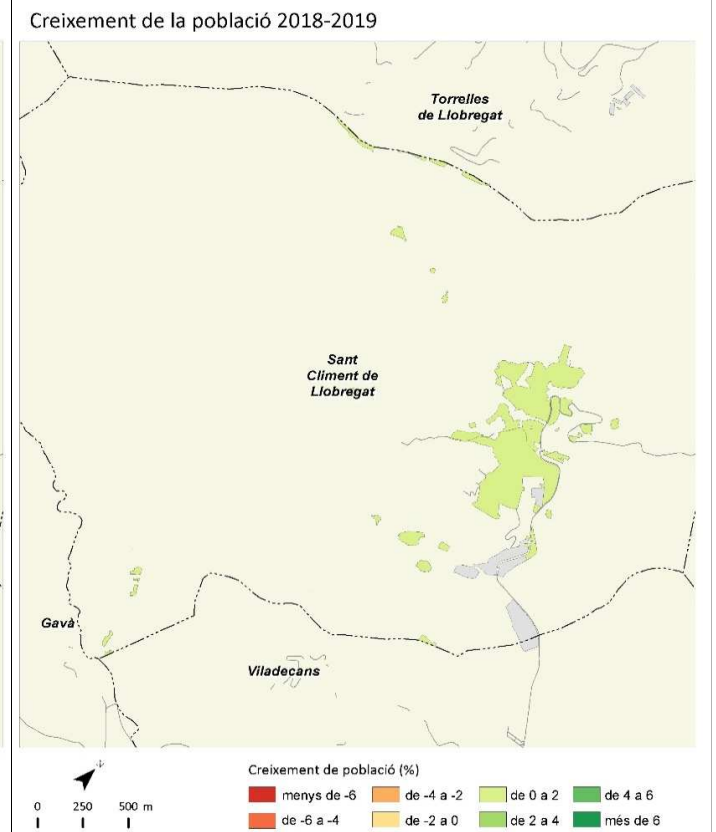 Creixement de la població 2018-2019
Torrelles
de Llobregat
Sant
Climent de
Llobregat
Gavà
Viladecans
Creixement de població (%)
menys de -6
de -4 a -2
de 0 a 2
de 4 a 6
de -6 a -4
de -2 a 0
de 2 a 4
més de 6
0 250 500 m